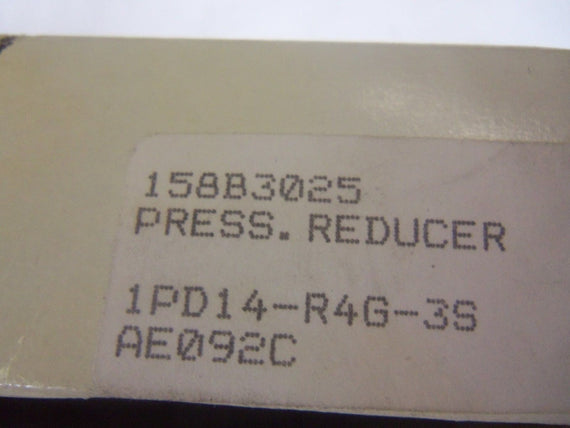 158B3025
PRESS. REDUCER
1PD14-R4G-3S
AE092C